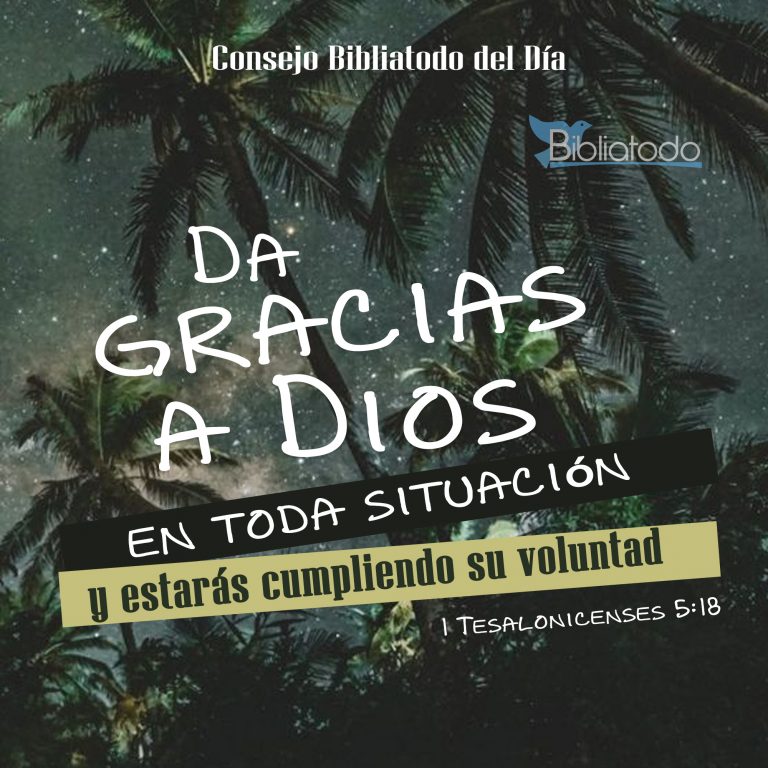 Consejo Bibliatodo del Día
Bibliatodo
DA
GRACIAS
A DIOS
EN TODA SITUACIÓN
y estarás cumpliendo su voluntad
1 TESALONICENSES 5:18